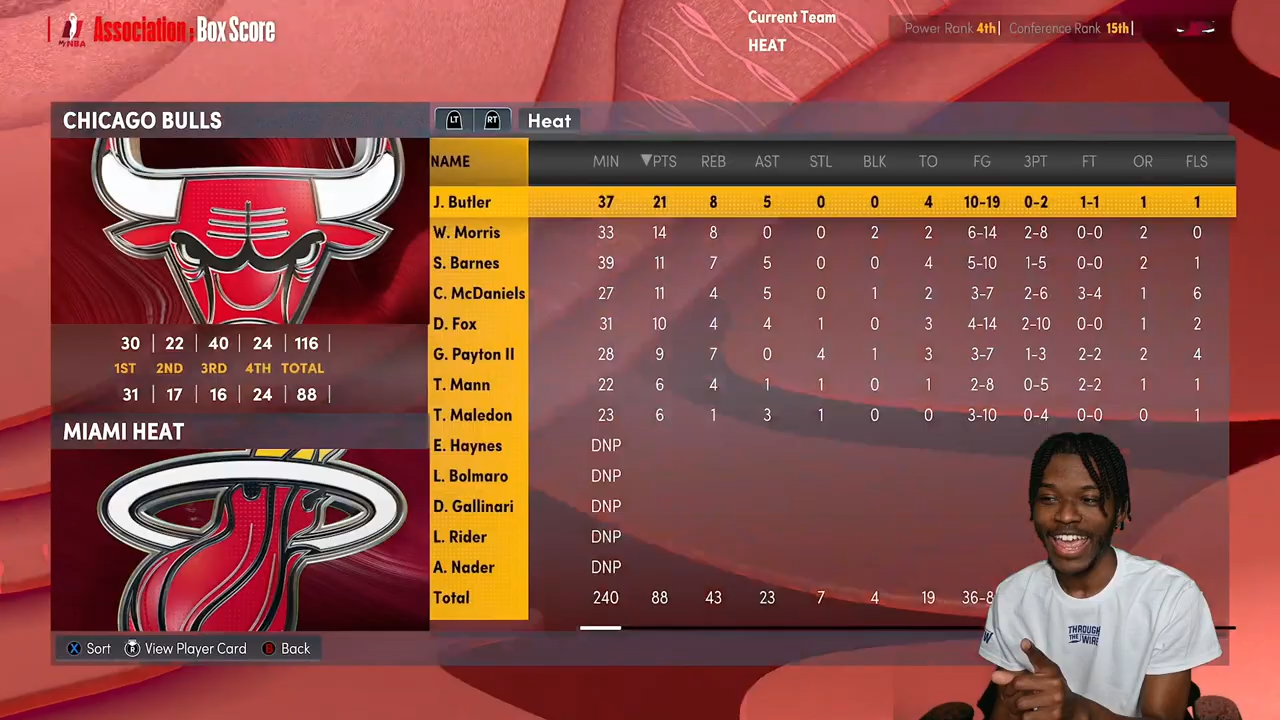 MyNBA Association : Box Score
Current Team
HEAT
Power Rank 4th| Conference Rank 15th|
CHICAGO BULLS
LT RT Heat
NAME MIN ▼PTS REB AST STL BLK TO FG 3PT FT OR FLS
J. Butler 37 21 8 5 0 0 4 10-19 0-2 1-1 1 1
W. Morris 33 14 8 0 0 2 2 6-14 2-8 0-0 2 0
S. Barnes 39 11 7 5 0 0 4 5-10 1-5 0-0 2 1
C. McDaniels 27 11 4 5 0 1 2 3-7 2-6 3-4 1 6
D. Fox 31 10 4 4 1 0 3 4-14 2-10 0-0 1 2
G. Payton II 28 9 7 0 4 1 3 3-7 1-3 2-2 2 4
T. Mann 22 6 4 1 1 0 1 2-8 0-5 2-2 1 1
T. Maledon 23 6 1 3 1 0 0 3-10 0-4 0-0 0 1
E. Haynes DNP
L. Bolmaro DNP
D. Gallinari DNP
L. Rider DNP
A. Nader DNP
Total 240 88 43 23 7 4 19 36-8
30 | 22 | 40 | 24 | 116 |
1ST 2ND 3RD 4TH TOTAL
31 | 17 | 16 | 24 | 88 |
MIAMI HEAT
THROUGH
THE WIRE
X Sort R View Player Card B Back